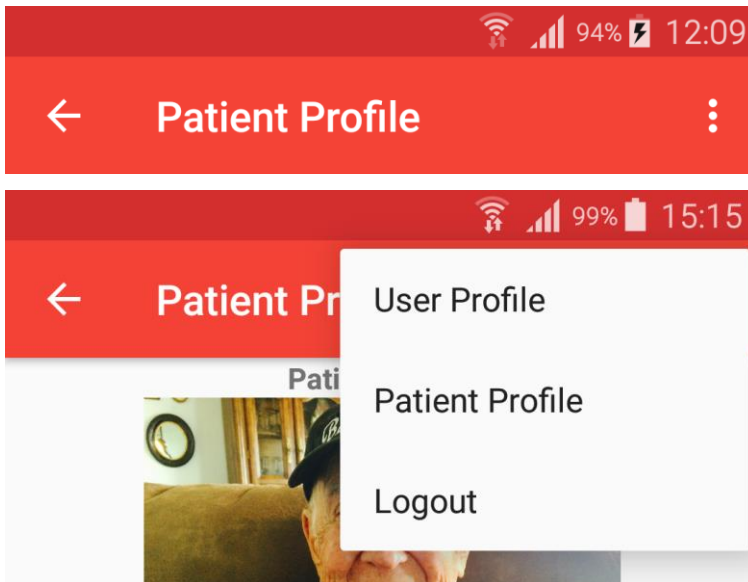 94% 12:09
Patient Profile
99% 15:15
Patient Pr
User Profile
Pati
Patient Profile
Logout